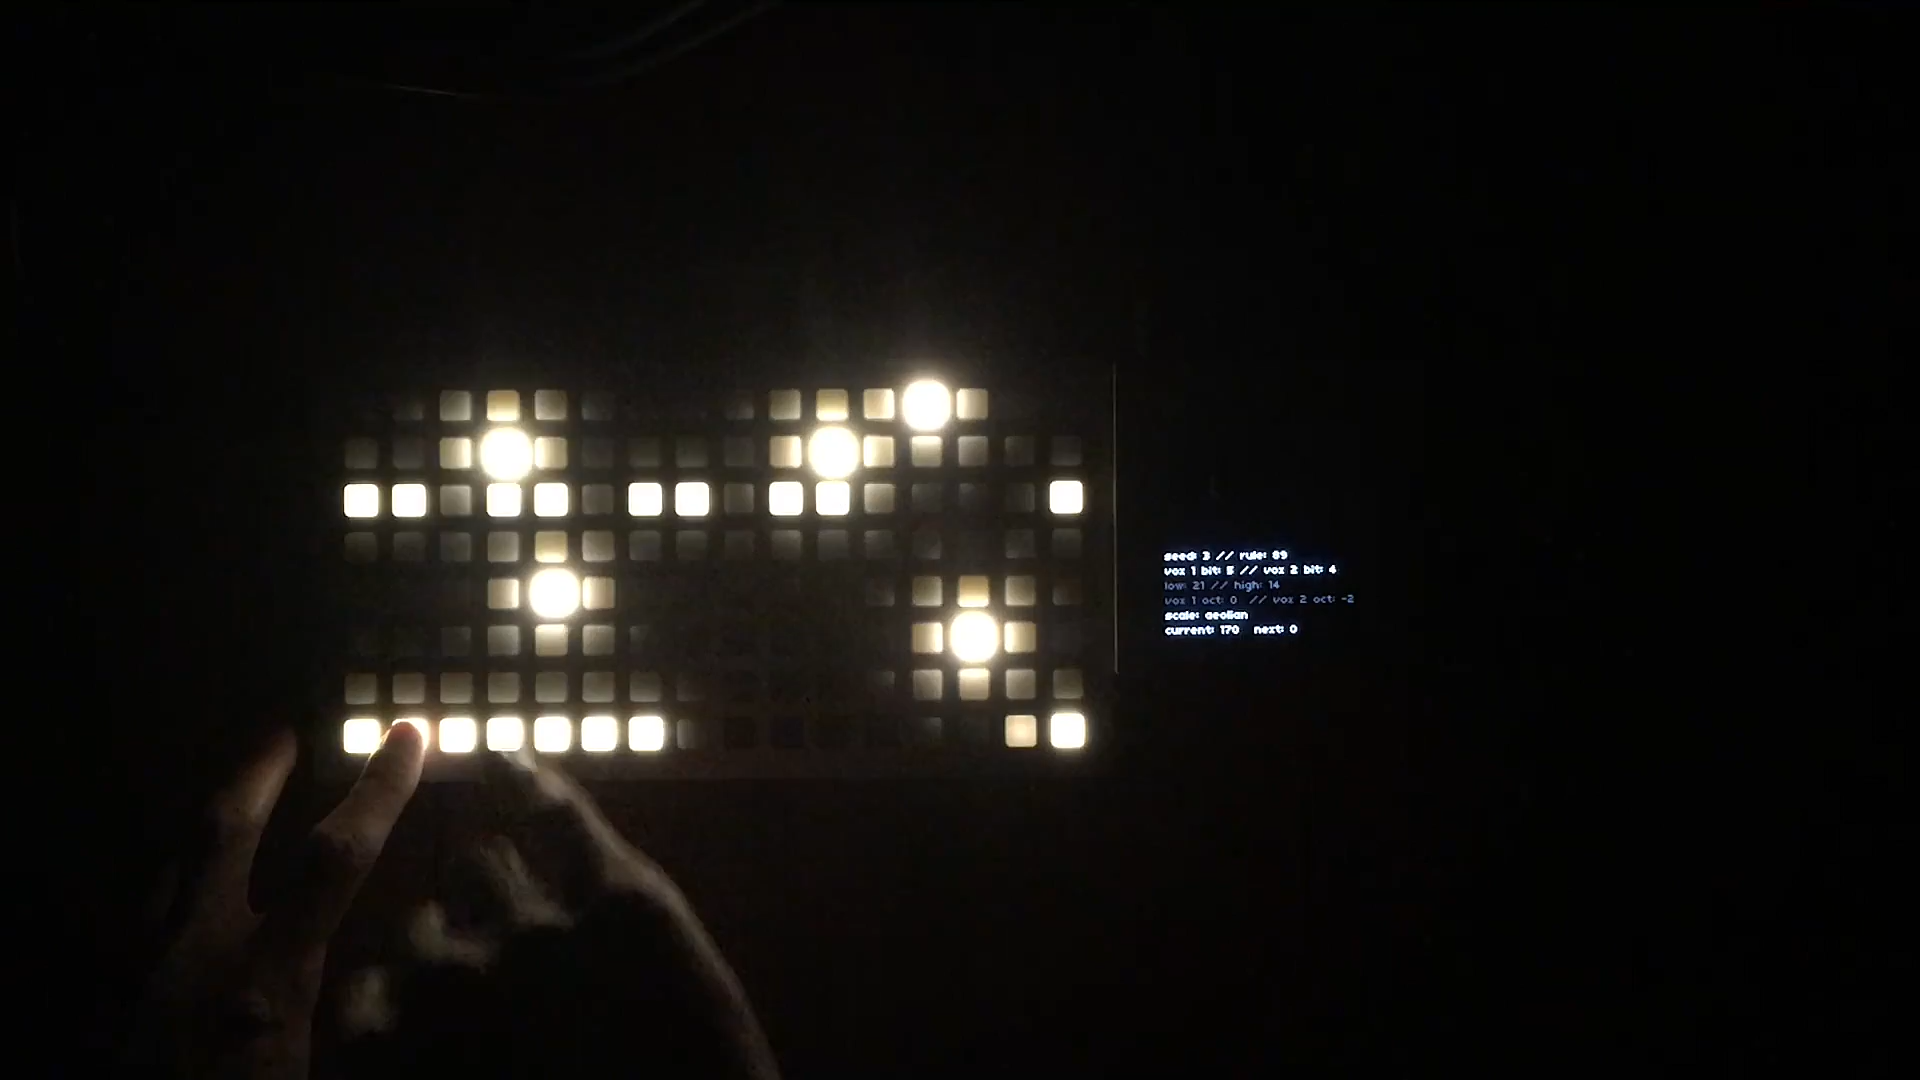 seed: 3 // rule: 89
vox 1 bit: 5 // vox 2 bit: 4
low: 21 // high: 14
vox 1 oct: 0 // vox 2 oct: -2
scale: aeolian
current: 170 next: 0